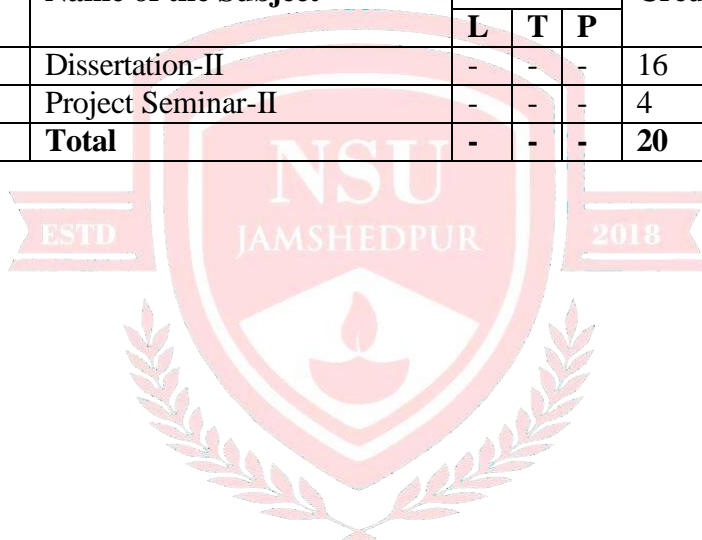 Name of the Subject
L T P
Dissertation-II - - - 16
Project Seminar-II - - - 4
Total - - - 20
NSU
ESTD JAMSHEDPUR 2018